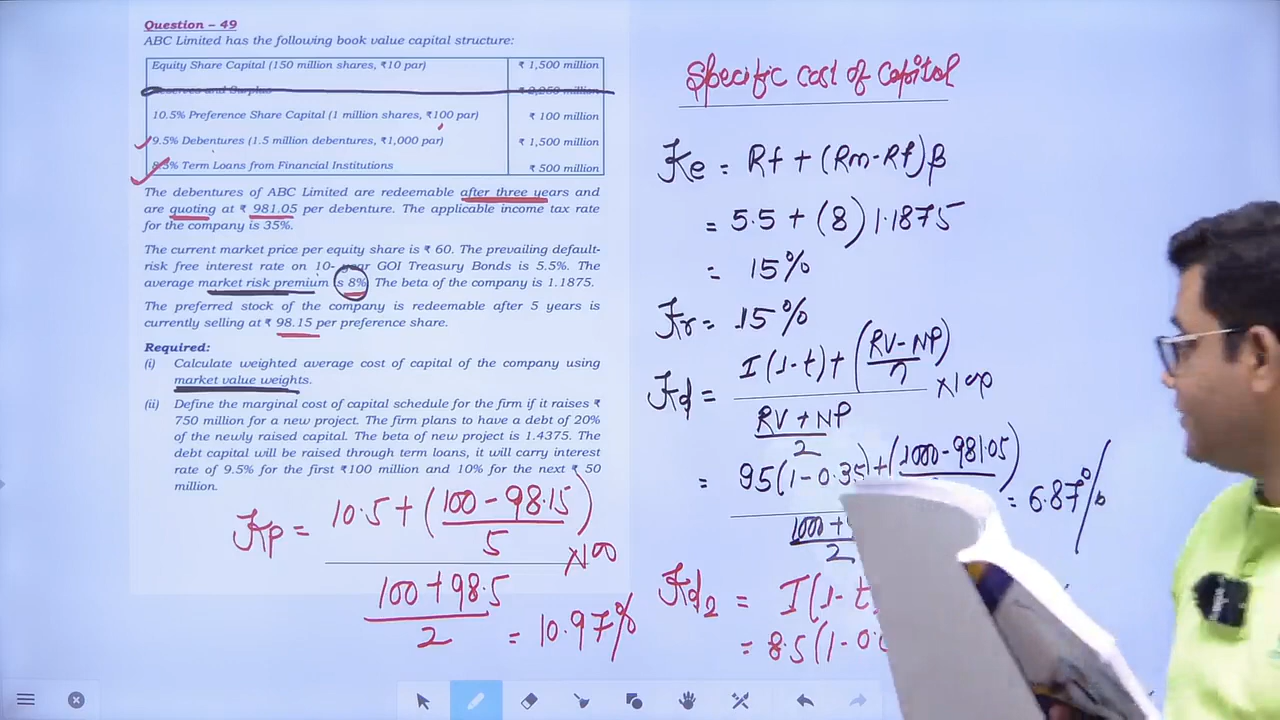 Question – 49
ABC Limited has the following book value capital structure:
Equity Share Capital (150 million shares, ₹10 par) ₹ 1,500 million
Reserves and Surplus ₹ 2,250 million
10.5% Preference Share Capital (1 million shares, ₹100 par) ₹ 100 million
9.5% Debentures (1.5 million debentures, ₹1,000 par) ₹ 1,500 million
8.5% Term Loans from Financial Institutions ₹ 500 million
The debentures of ABC Limited are redeemable after three years and
are quoting at ₹ 981.05 per debenture. The applicable income tax rate
for the company is 35%.
The current market price per equity share is ₹ 60. The prevailing default-
risk free interest rate on 10-year GOI Treasury Bonds is 5.5%. The
average market risk premium is 8%. The beta of the company is 1.1875.
The preferred stock of the company is redeemable after 5 years is
currently selling at ₹ 98.15 per preference share.
Required:
(i) Calculate weighted average cost of capital of the company using
market value weights.
(ii) Define the marginal cost of capital schedule for the firm if it raises ₹
750 million for a new project. The firm plans to have a debt of 20%
of the newly raised capital. The beta of new project is 1.4375. The
debt capital will be raised through term loans, it will carry interest
rate of 9.5% for the first ₹100 million and 10% for the next ₹ 50
million.
Kp = 10.5 + (100 - 98.15)
5
×100
100 + 98.5
2
= 10.97%
Specific cost of capital
Ke = Rf + (Rm-Rf)β
= 5.5 + (8) 1.1875
= 15%
Kr = 15%
Kd = I(1-t) + (RV - NP)
n
×100
RV + NP
2
= 95(1-0.35) + (1000-981.05)
= 6.87%
1000 +
2
Kd2 = I(1-t
= 8.5(1-0.